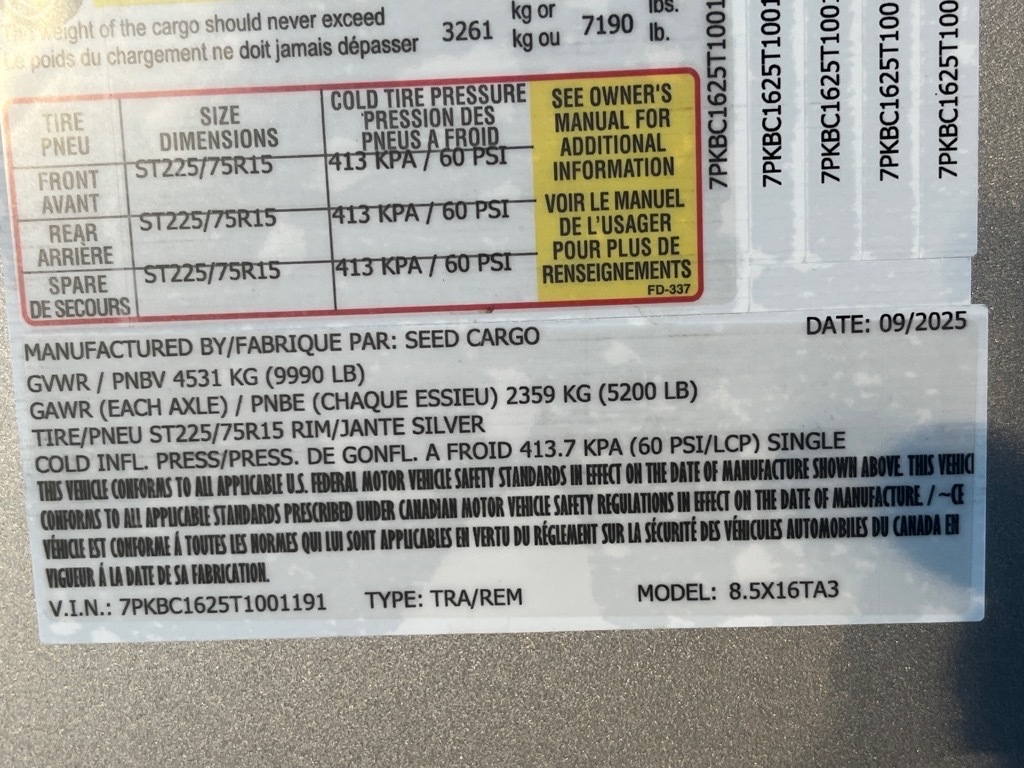 weight of the cargo should never exceed 3261 kg or 7190 lbs.
poids du chargement ne doit jamais dépasser kg ou lb.
TIRE SIZE COLD TIRE PRESSURE
PNEU DIMENSIONS PRESSION DES
PNEUS A FROID
FRONT ST225/75R15 413 KPA / 60 PSI
AVANT
REAR ST225/75R15 413 KPA / 60 PSI
ARRIÈRE
SPARE ST225/75R15 413 KPA / 60 PSI
DE SECOURS
SEE OWNER'S
MANUAL FOR
ADDITIONAL
INFORMATION
VOIR LE MANUEL
DE L'USAGER
POUR PLUS DE
RENSEIGNEMENTS
FD-337
7PKBC1625T1001
7PKBC1625T1001
7PKBC1625T1001
7PKBC1625T100
7PKBC1625T100
MANUFACTURED BY/FABRIQUE PAR: SEED CARGO DATE: 09/2025
GVWR / PNBV 4531 KG (9990 LB)
GAWR (EACH AXLE) / PNBE (CHAQUE ESSIEU) 2359 KG (5200 LB)
TIRE/PNEU ST225/75R15 RIM/JANTE SILVER
COLD INFL. PRESS/PRESS. DE GONFL. A FROID 413.7 KPA (60 PSI/LCP) SINGLE
THIS VEHICLE CONFORMS TO ALL APPLICABLE U.S. FEDERAL MOTOR VEHICLE SAFETY STANDARDS IN EFFECT ON THE DATE OF MANUFACTURE SHOWN ABOVE. THIS VEHICL
CONFORMS TO ALL APPLICABLE STANDARDS PRESCRIBED UNDER CANADIAN MOTOR VEHICLE SAFETY REGULATIONS IN EFFECT ON THE DATE OF MANUFACTURE. / ~CE
VÉHICLE EST CONFORME Á TOUTES LES NORMES QUI LUI SONT APPLICABLES EN VERTU DU RÉGLEMENT SUR LA SÉCURITÉ DES VÉHICULES AUTOMOBILES DU CANADA EN
VIGUEUR Á LA DATE DE SA FABRICATION.
V.I.N.: 7PKBC1625T1001191 TYPE: TRA/REM MODEL: 8.5X16TA3